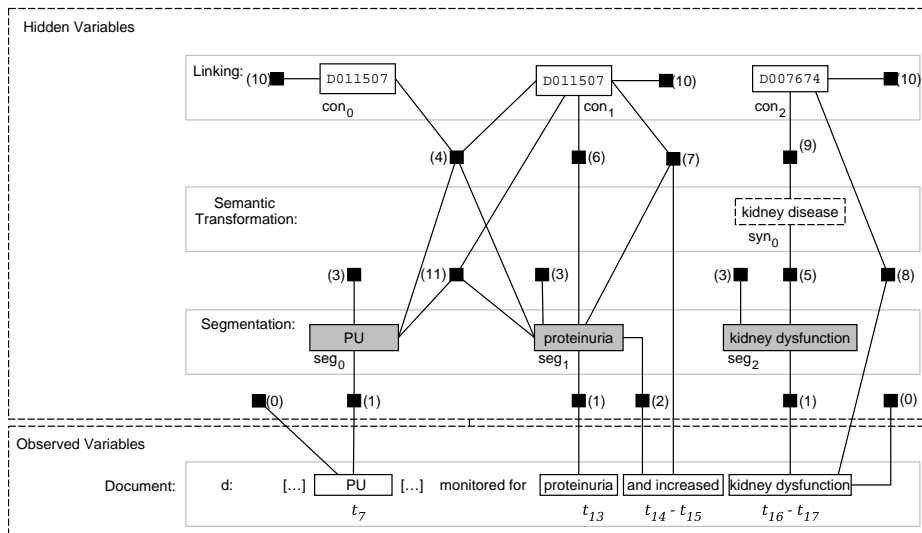 Hidden Variables
Linking:
(10) D011507 D011507 (10) D007674 (10)
con0 con1 con2
(4) (6) (7) (9)
Semantic
Transformation:
kidney disease
syn0
(3) (11) (3) (3) (5) (8)
Segmentation:
PU proteinuria kidney dysfunction
seg0 seg1 seg2
(0) (1) (1) (2) (1) (0)
Observed Variables
Document: d: [...] PU [...] monitored for proteinuria and increased kidney dysfunction
t7 t13 t14 - t15 t16 - t17